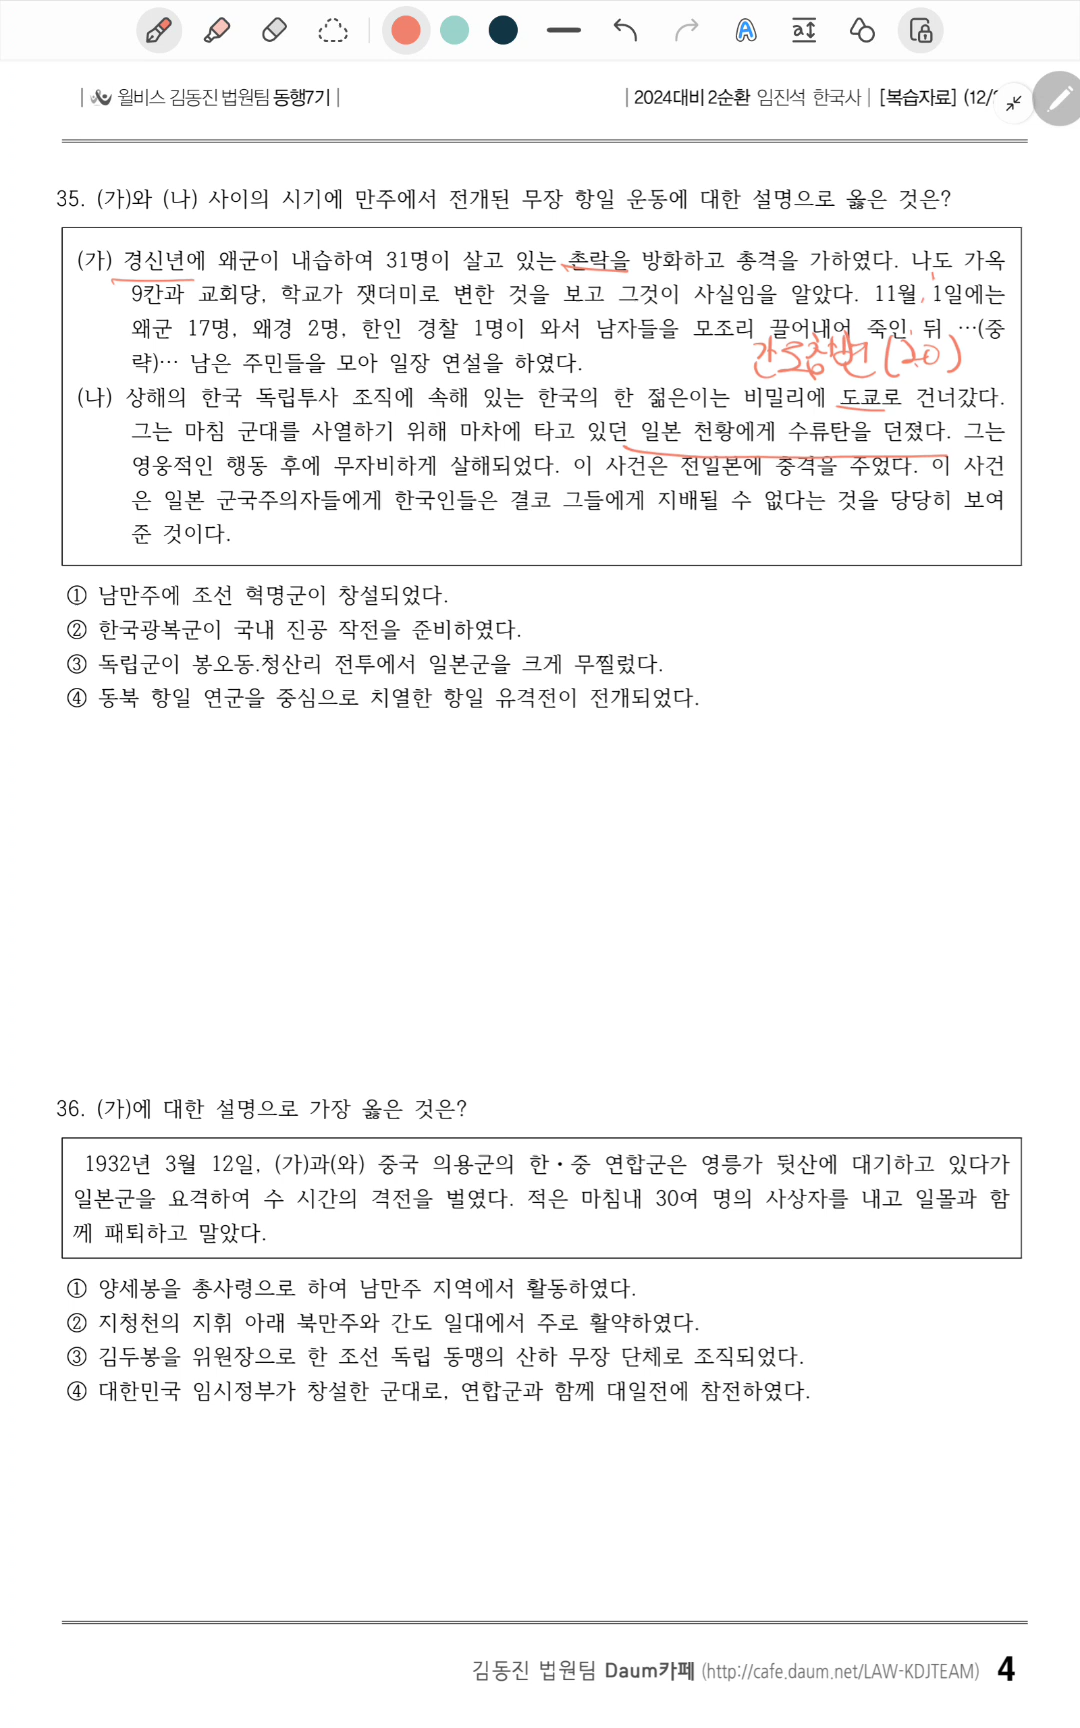 | 윌비스 김동진 법원팀 동행7기 |
| 2024대비 2순환 임진석 한국사 | [복습자료] (12/
35. (가)와 (나) 사이의 시기에 만주에서 전개된 무장 항일 운동에 대한 설명으로 옳은 것은?
(가) 경신년에 왜군이 내습하여 31명이 살고 있는 촌락을 방화하고 총격을 가하였다. 나도 가옥
9칸과 교회당, 학교가 잿더미로 변한 것을 보고 그것이 사실임을 알았다. 11월 1일에는
왜군 17명, 왜경 2명, 한인 경찰 1명이 와서 남자들을 모조리 끌어내어 죽인 뒤 …(중
략)… 남은 주민들을 모아 일장 연설을 하였다.
간도참변 (20)
(나) 상해의 한국 독립투사 조직에 속해 있는 한국의 한 젊은이는 비밀리에 도쿄로 건너갔다.
그는 마침 군대를 사열하기 위해 마차에 타고 있던 일본 천황에게 수류탄을 던졌다. 그는
영웅적인 행동 후에 무자비하게 살해되었다. 이 사건은 전일본에 충격을 주었다. 이 사건
은 일본 군국주의자들에게 한국인들은 결코 그들에게 지배될 수 없다는 것을 당당히 보여
준 것이다.
① 남만주에 조선 혁명군이 창설되었다.
② 한국광복군이 국내 진공 작전을 준비하였다.
③ 독립군이 봉오동.청산리 전투에서 일본군을 크게 무찔렀다.
④ 동북 항일 연군을 중심으로 치열한 항일 유격전이 전개되었다.
36. (가)에 대한 설명으로 가장 옳은 것은?
1932년 3월 12일, (가)과(와) 중국 의용군의 한・중 연합군은 영릉가 뒷산에 대기하고 있다가
일본군을 요격하여 수 시간의 격전을 벌였다. 적은 마침내 30여 명의 사상자를 내고 일몰과 함
께 패퇴하고 말았다.
① 양세봉을 총사령으로 하여 남만주 지역에서 활동하였다.
② 지청천의 지휘 아래 북만주와 간도 일대에서 주로 활약하였다.
③ 김두봉을 위원장으로 한 조선 독립 동맹의 산하 무장 단체로 조직되었다.
④ 대한민국 임시정부가 창설한 군대로, 연합군과 함께 대일전에 참전하였다.
김동진 법원팀 Daum카페 (http://cafe.daum.net/LAW-KDJTEAM) 4